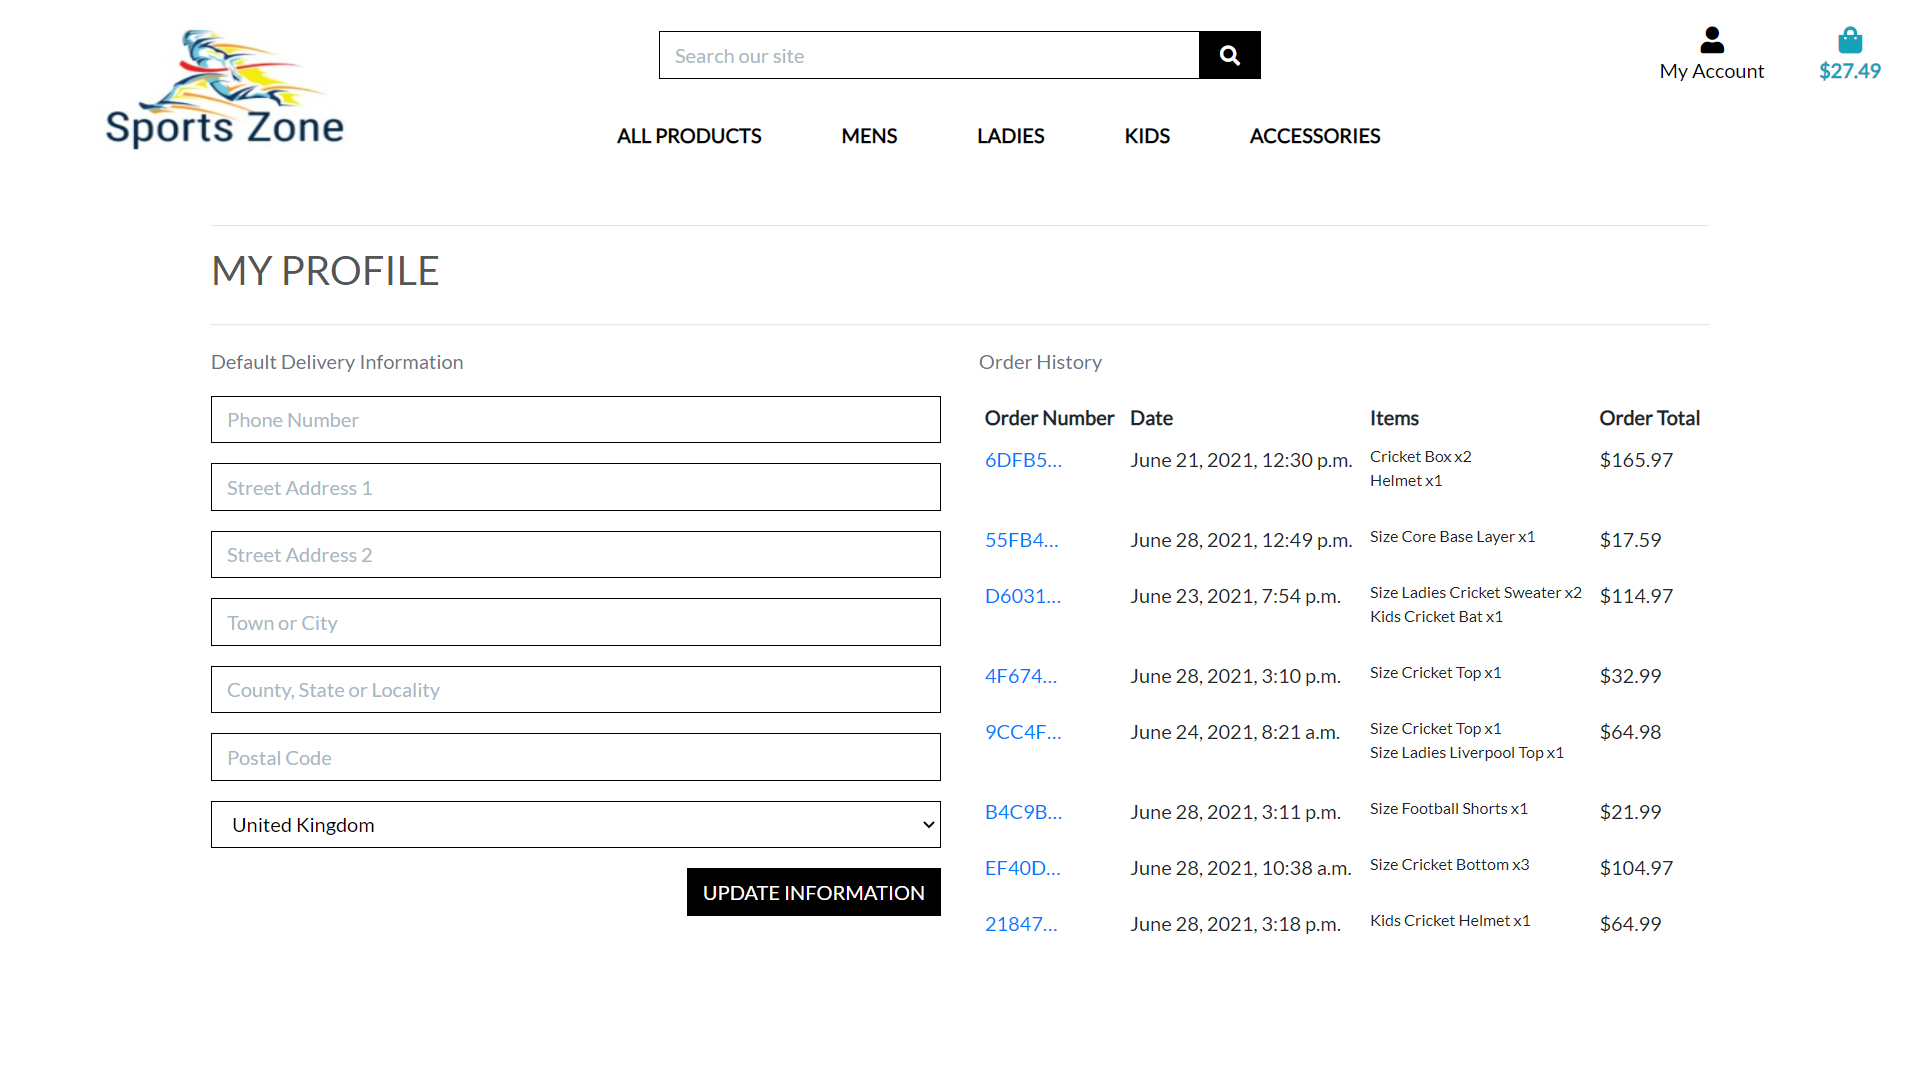 Sports Zone
Search our site
My Account
$27.49
ALL PRODUCTS MENS LADIES KIDS ACCESSORIES
MY PROFILE
Default Delivery Information
Phone Number
Street Address 1
Street Address 2
Town or City
County, State or Locality
Postal Code
United Kingdom
UPDATE INFORMATION
Order History
Order Number Date Items Order Total
6DFB5... June 21, 2021, 12:30 p.m. Cricket Box x2 $165.97
Helmet x1
55FB4... June 28, 2021, 12:49 p.m. Size Core Base Layer x1 $17.59
D6031... June 23, 2021, 7:54 p.m. Size Ladies Cricket Sweater x2 $114.97
Kids Cricket Bat x1
4F674... June 28, 2021, 3:10 p.m. Size Cricket Top x1 $32.99
9CC4F... June 24, 2021, 8:21 a.m. Size Cricket Top x1 $64.98
Size Ladies Liverpool Top x1
B4C9B... June 28, 2021, 3:11 p.m. Size Football Shorts x1 $21.99
EF40D... June 28, 2021, 10:38 a.m. Size Cricket Bottom x3 $104.97
21847... June 28, 2021, 3:18 p.m. Kids Cricket Helmet x1 $64.99